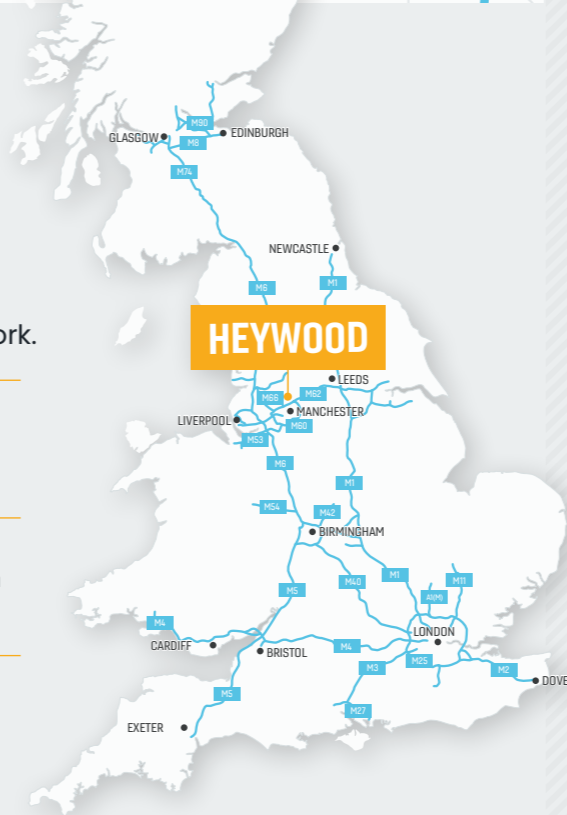 M90
GLASGOW
EDINBURGH
M8
M74
NEWCASTLE
M6
M1
HEYWOOD
ork.
LEEDS
M66
M62
MANCHESTER
LIVERPOOL
M60
M53
M6
M1
M54
M42
BIRMINGHAM
M5
M40
M1
M11
A1(M)
M4
LONDON
CARDIFF
BRISTOL
M4
M3
M25
M2
DOVE
M5
M27
EXETER